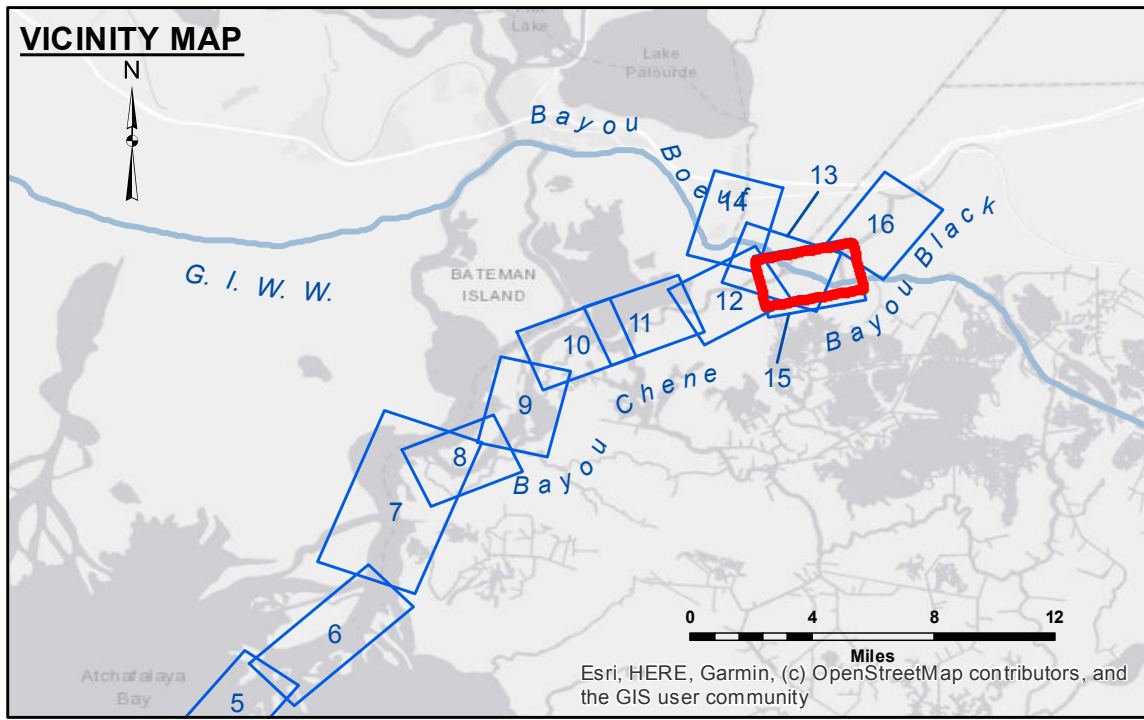 VICINITY MAP
N
Lake
Lake
Palourde
Bayou
Boeuf
13
14
16
Bayou Black
G. I. W. W.
BATEMAN
ISLAND
12
11
10
15
Chene
9
8
Bayou
7
6
5
0 4 8 12
Miles
Atchafalaya
Bay
Esri, HERE, Garmin, (c) OpenStreetMap contributors, and
the GIS user community